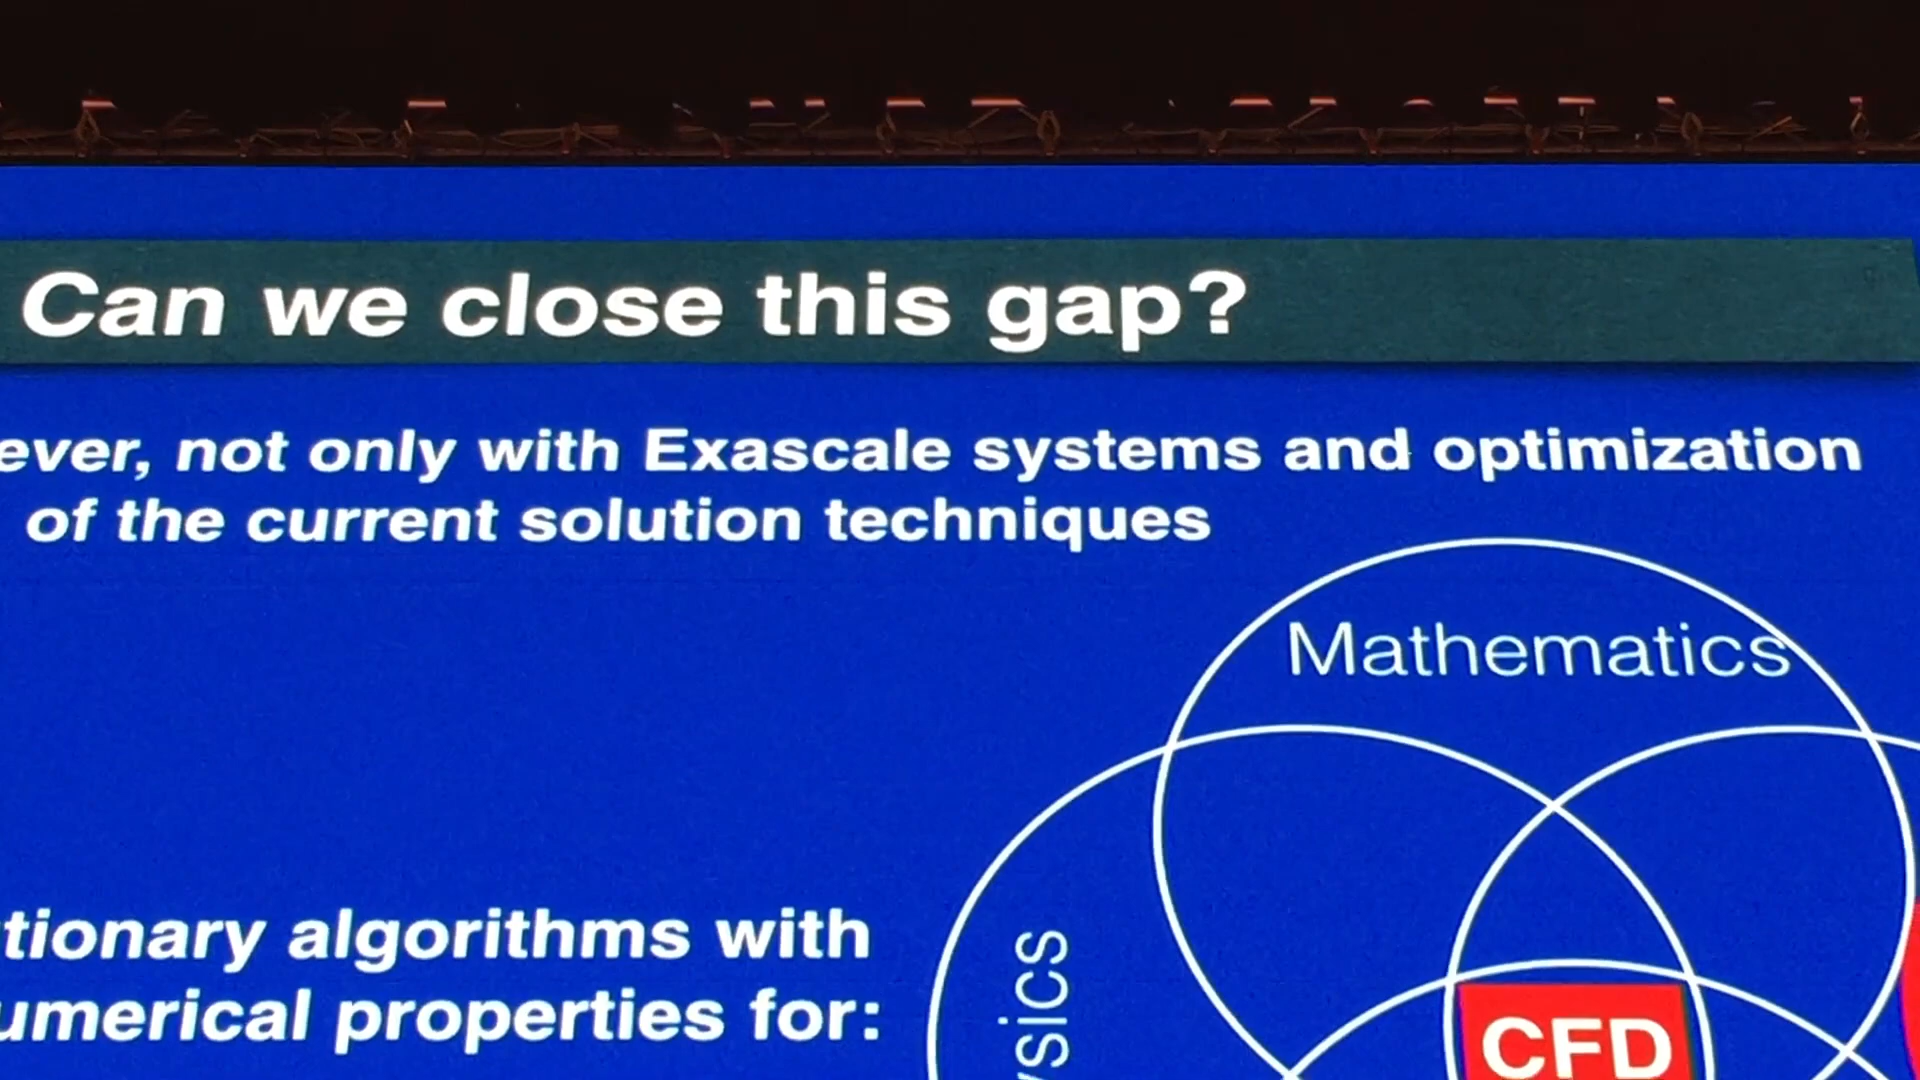 Can we close this gap?
ever, not only with Exascale systems and optimization
of the current solution techniques
Mathematics
tionary algorithms with
umerical properties for:
sics
CFD